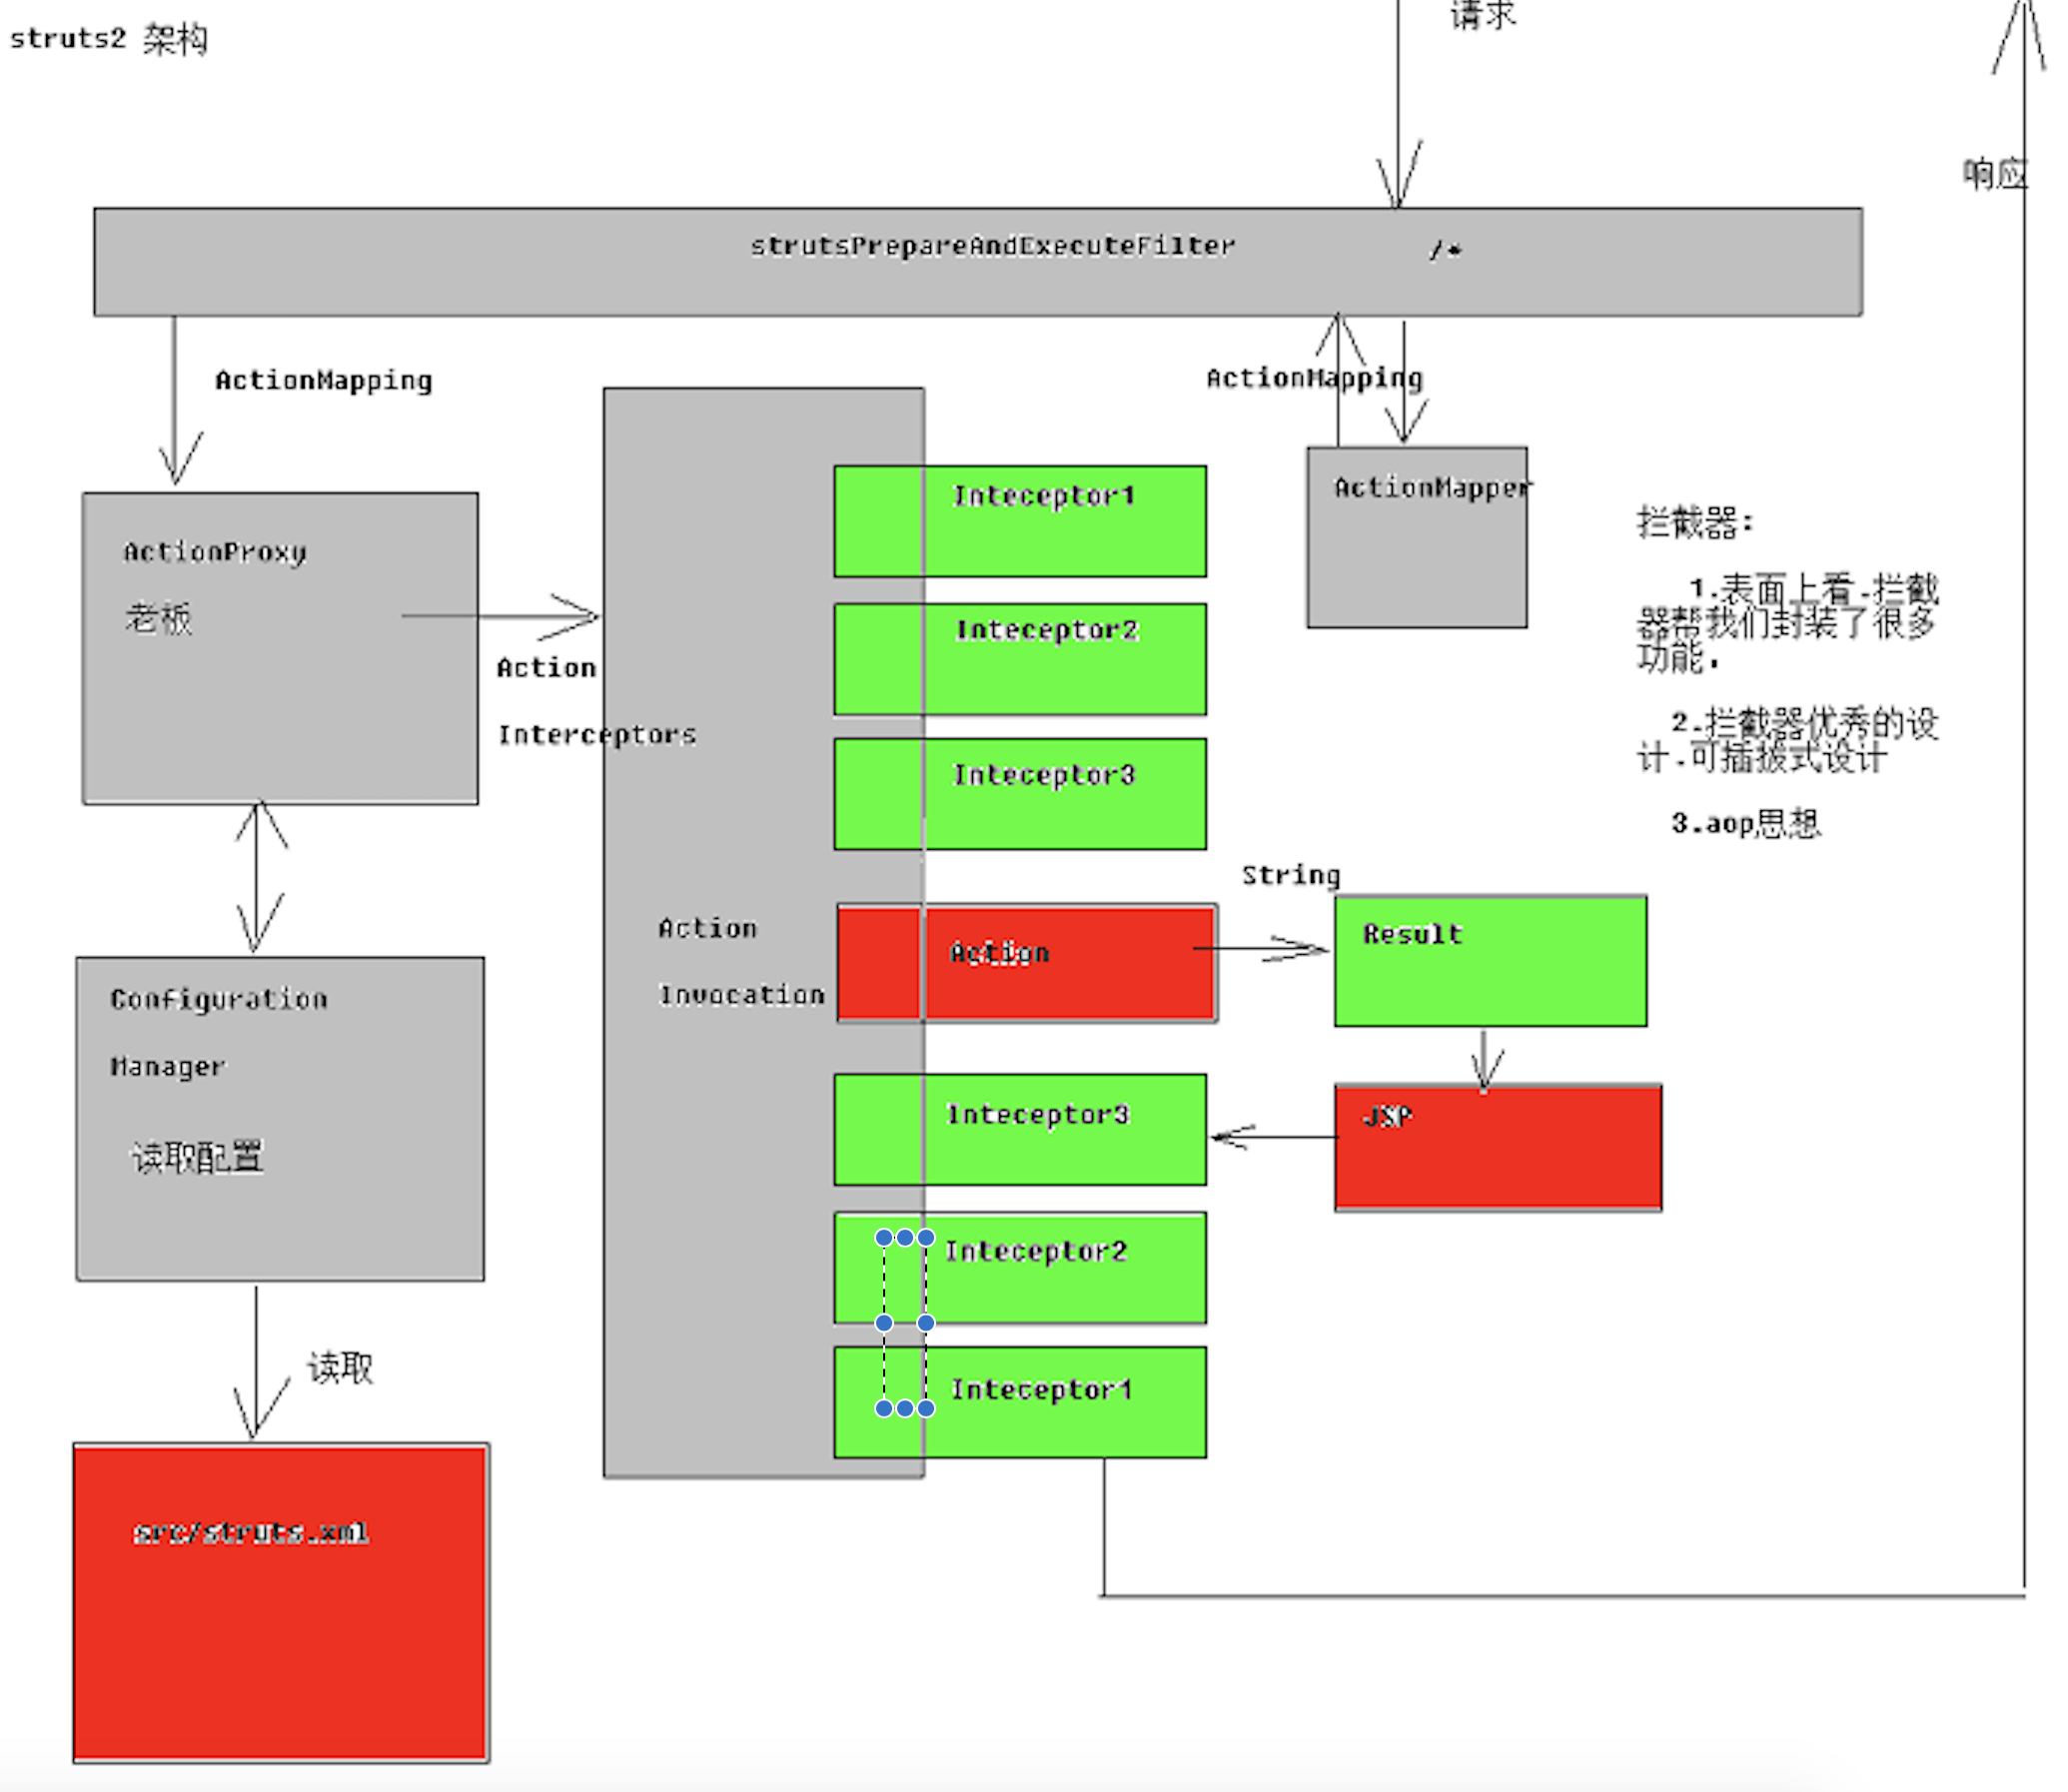 struts2 架构
请求
响应
strutsPrepareAndExecuteFilter /*
ActionMapping
ActionMapping
ActionProxy
老板
Action
Interceptors
Inteceptor1
Inteceptor2
Inteceptor3
ActionMapper
拦截器:
1.表面上看.拦截
器帮我们封装了很多
功能.
2.拦截器优秀的设
计.可插拔式设计
3.aop思想
Configuration
Manager
读取配置
Action
Invocation
Action
String
Result
JSP
Inteceptor3
Inteceptor2
Inteceptor1
读取
src/struts.xml